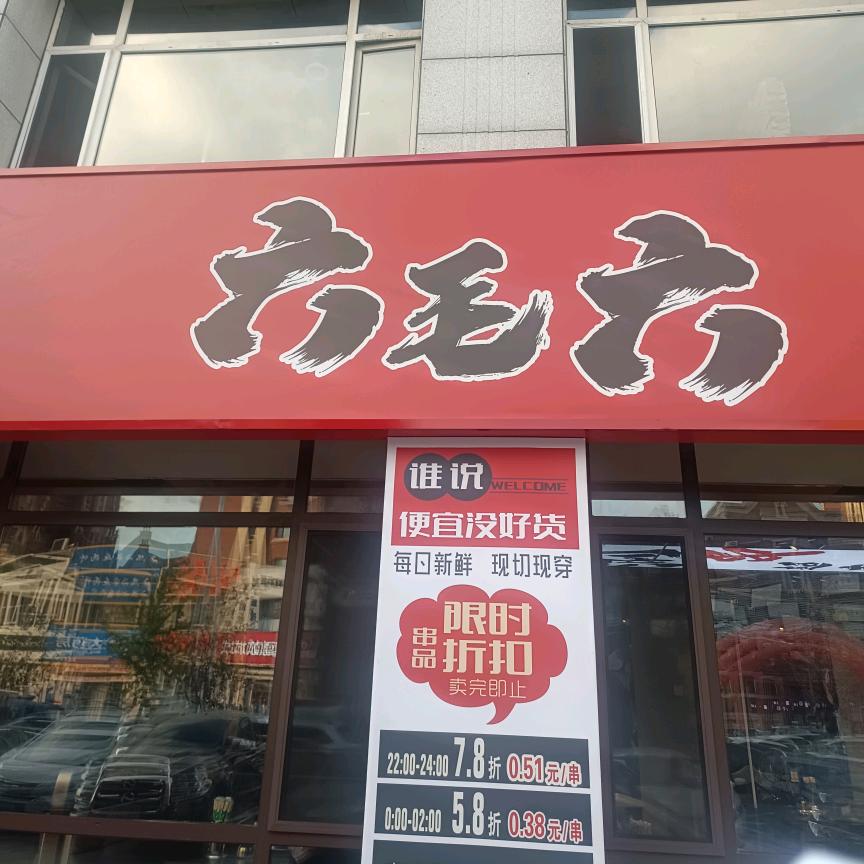 六毛六
谁说 WELCOME
便宜没好货
每日新鲜 现切现穿
串品
限时
折扣
卖完即止
22:00-24:00 7.8折 0.51元/串
0:00-02:00 5.8折 0.38元/串